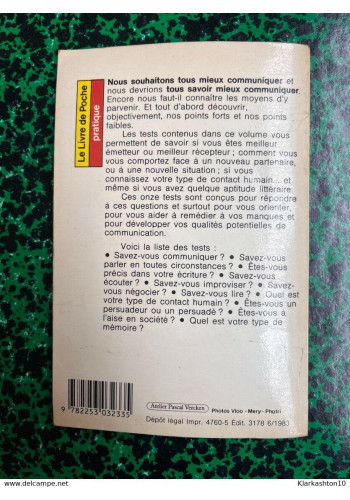 Le Livre de Poche
pratique
Nous souhaitons tous mieux communiquer et
nous devrions tous savoir mieux communiquer.
Encore nous faut-il connaître les moyens d'y
parvenir. Et tout d'abord découvrir,
objectivement, nos points forts et nos points
faibles.
Les tests contenus dans ce volume vous
permettent de savoir si vous êtes meilleur
émetteur ou meilleur récepteur ; comment vous
vous comportez face à un nouveau partenaire,
ou à une nouvelle situation ; si vous
connaissez votre type de contact humain... et
même si vous avez quelque aptitude littéraire.
Ces onze tests sont conçus pour répondre
à ces questions et surtout pour vous orienter,
pour vous aider à remédier à vos manques et
pour développer vos qualités potentielles de
communication.
Voici la liste des tests :
• Savez-vous communiquer ? • Savez-vous
parler en toutes circonstances ? • Êtes-vous
précis dans votre écriture ? • Savez-vous
écouter ? • Savez-vous improviser ? • Savez-
vous négocier ? • Savez-vous lire ? • Quel est
votre type de contact humain ? • Êtes-vous un
persuadeur ou un persuadé ? • Êtes-vous à
l'aise en société ? • Quel est votre type de
mémoire ?
9 782253 032335
Atelier Pascal Vercken
Photos Vloo - Mery - Photri
Dépôt légal Impr. 4760-5 Edit. 3178 6/1983
allmexine.be/Klarkashton10